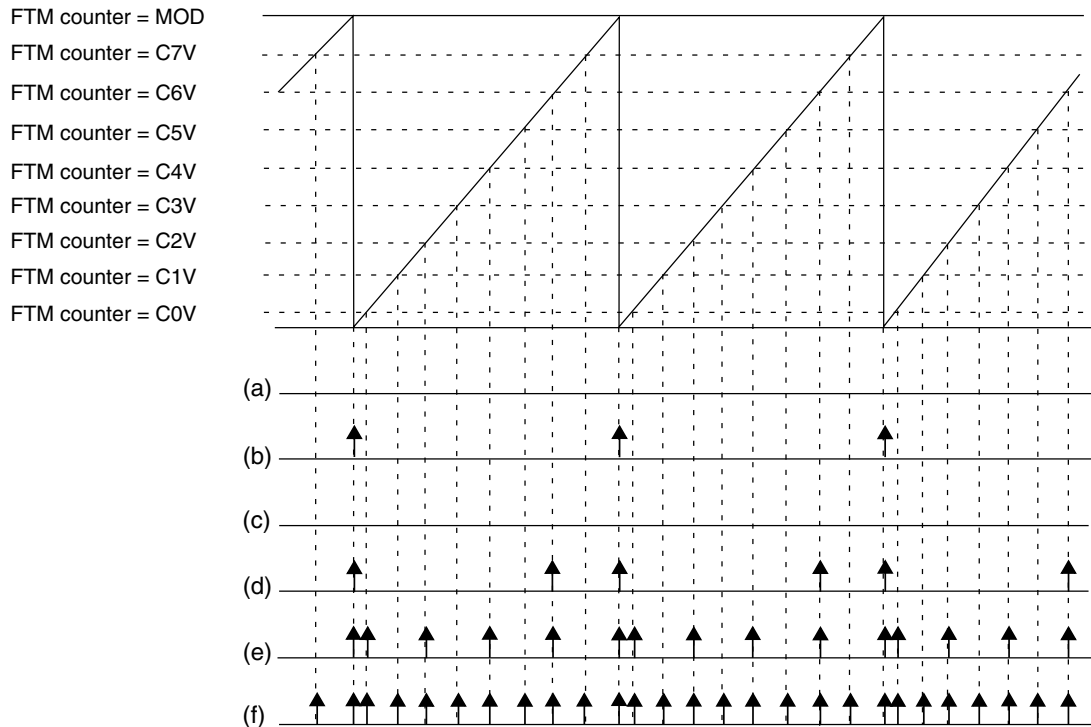 FTM counter = MOD
FTM counter = C7V
FTM counter = C6V
FTM counter = C5V
FTM counter = C4V
FTM counter = C3V
FTM counter = C2V
FTM counter = C1V
FTM counter = C0V
(a)
(b)
(c)
(d)
(e)
(f)